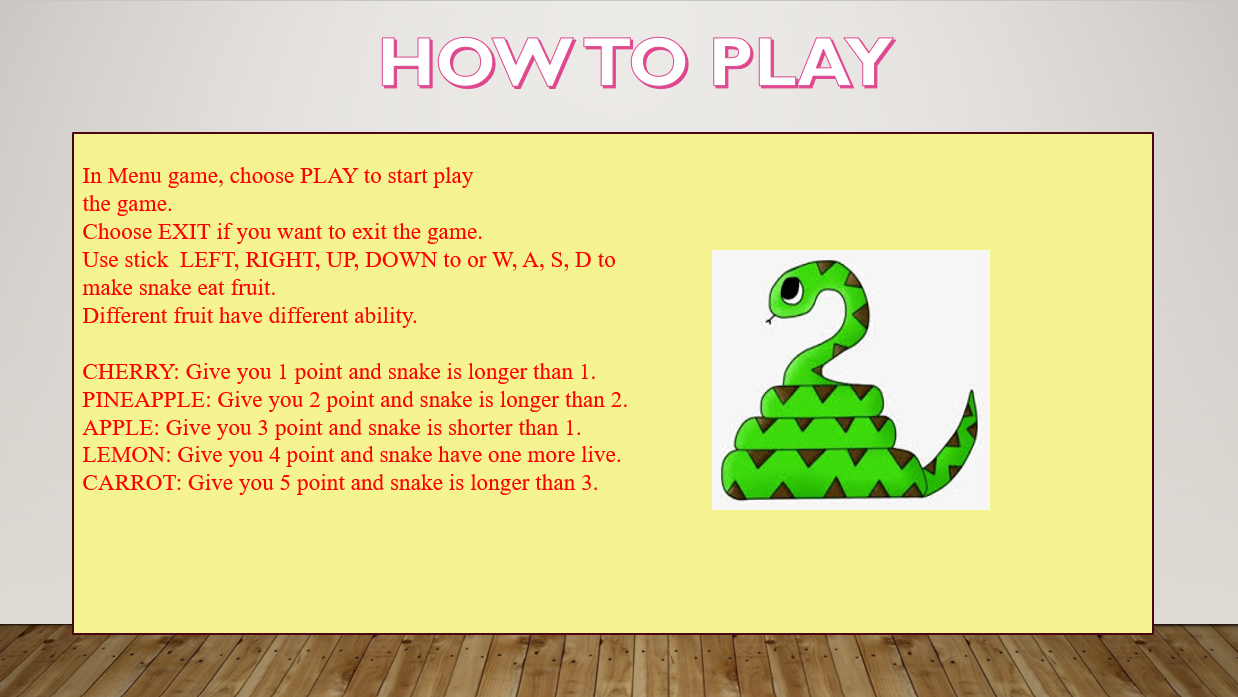 HOW TO PLAY
In Menu game, choose PLAY to start play
the game.
Choose EXIT if you want to exit the game.
Use stick  LEFT, RIGHT, UP, DOWN to or W, A, S, D to
make snake eat fruit.
Different fruit have different ability.
CHERRY: Give you 1 point and snake is longer than 1.
PINEAPPLE: Give you 2 point and snake is longer than 2.
APPLE: Give you 3 point and snake is shorter than 1.
LEMON: Give you 4 point and snake have one more live.
CARROT: Give you 5 point and snake is longer than 3.